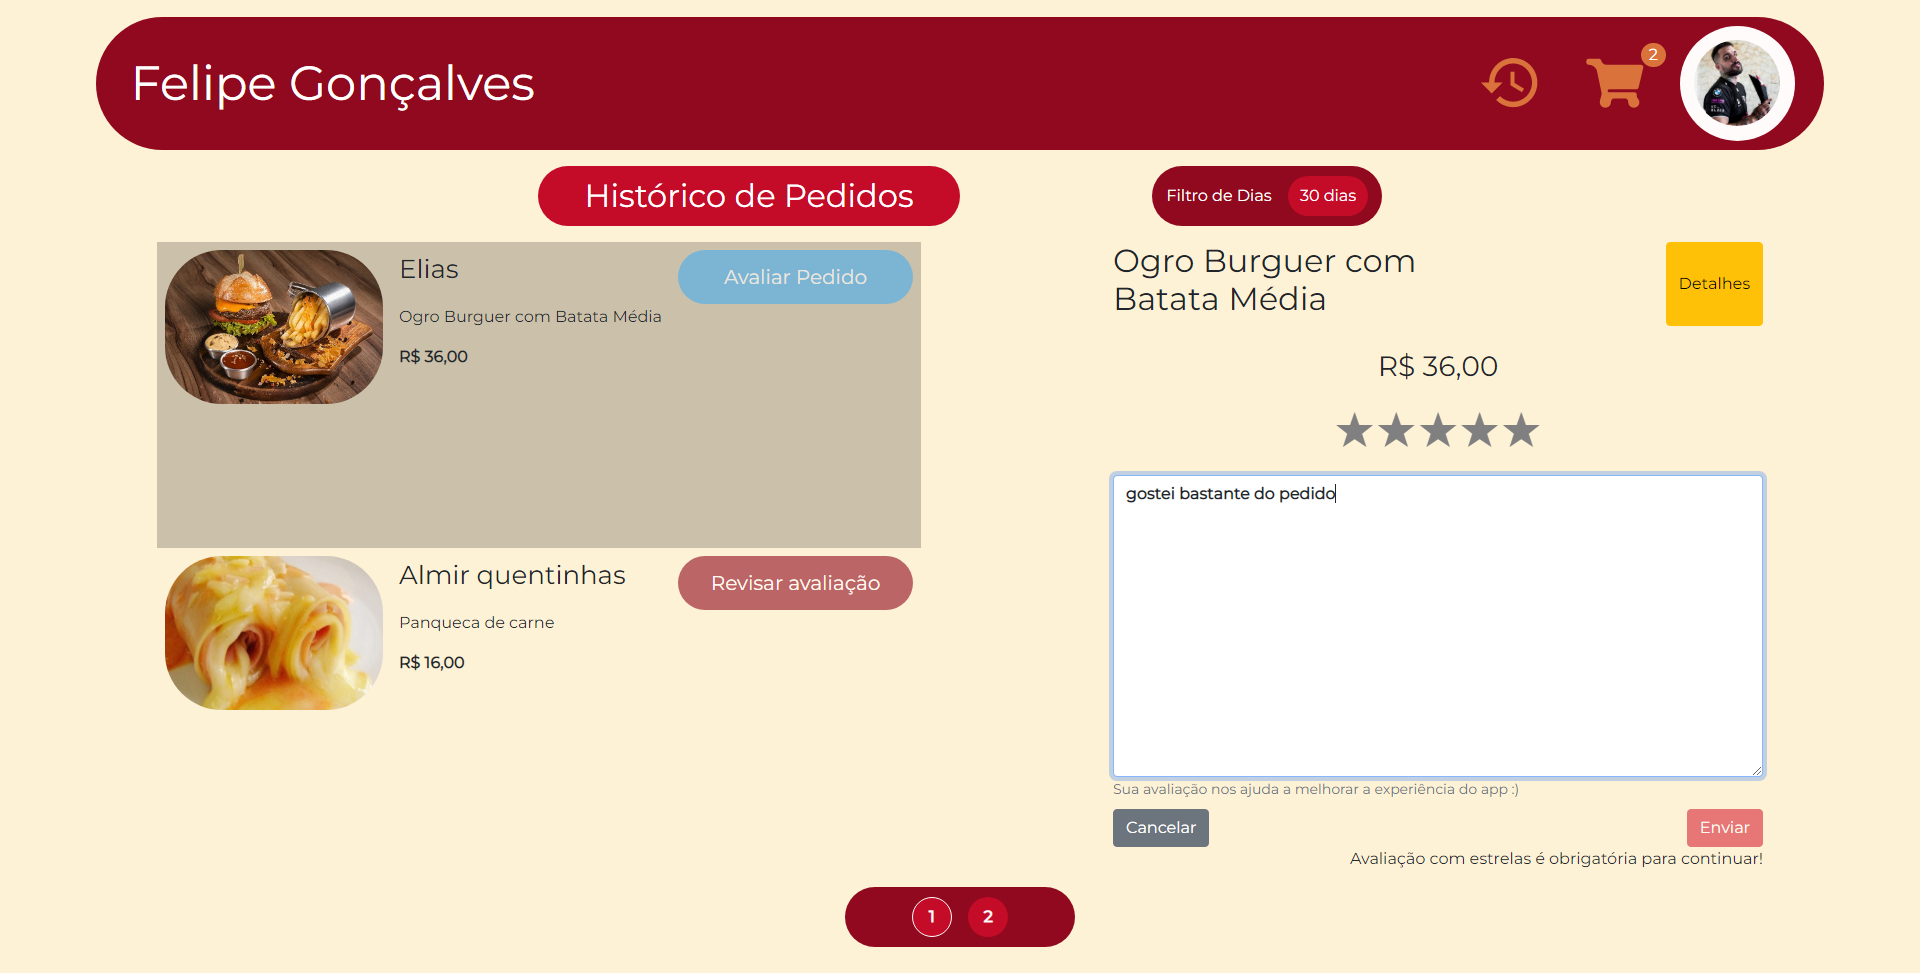 Felipe Gonçalves
2
Histórico de Pedidos
Filtro de Dias
30 dias
Elias
Avaliar Pedido
Ogro Burguer com Batata Média
R$ 36,00
Almir quentinhas
Revisar avaliação
Panqueca de carne
R$ 16,00
Ogro Burguer com
Batata Média
Detalhes
R$ 36,00
gostei bastante do pedido
Sua avaliação nos ajuda a melhorar a experiência do app :)
Cancelar
Enviar
Avaliação com estrelas é obrigatória para continuar!
1
2